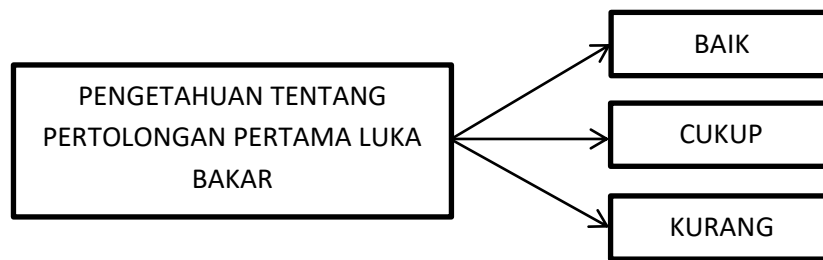 PENGETAHUAN TENTANG
PERTOLONGAN PERTAMA LUKA
BAKAR
BAIK
CUKUP
KURANG